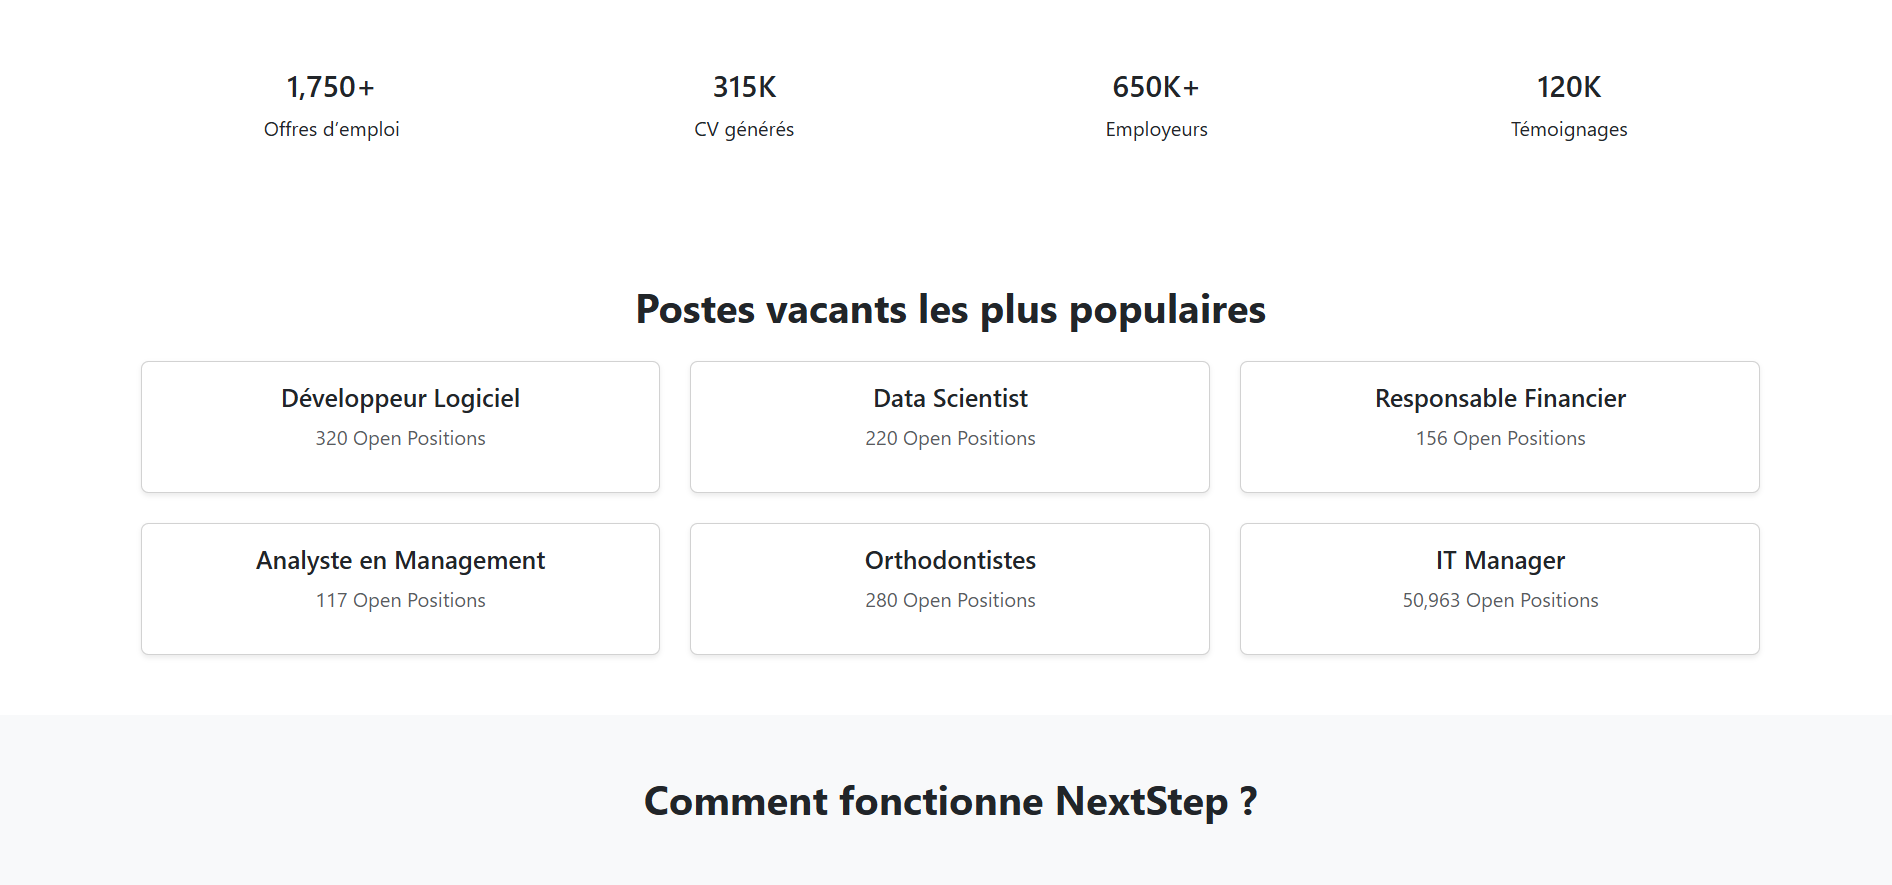 1,750+ 315K 650K+ 120K
Offres d’emploi CV générés Employeurs Témoignages
Postes vacants les plus populaires
Développeur Logiciel Data Scientist Responsable Financier
320 Open Positions 220 Open Positions 156 Open Positions
Analyste en Management Orthodontistes IT Manager
117 Open Positions 280 Open Positions 50,963 Open Positions
Comment fonctionne NextStep ?